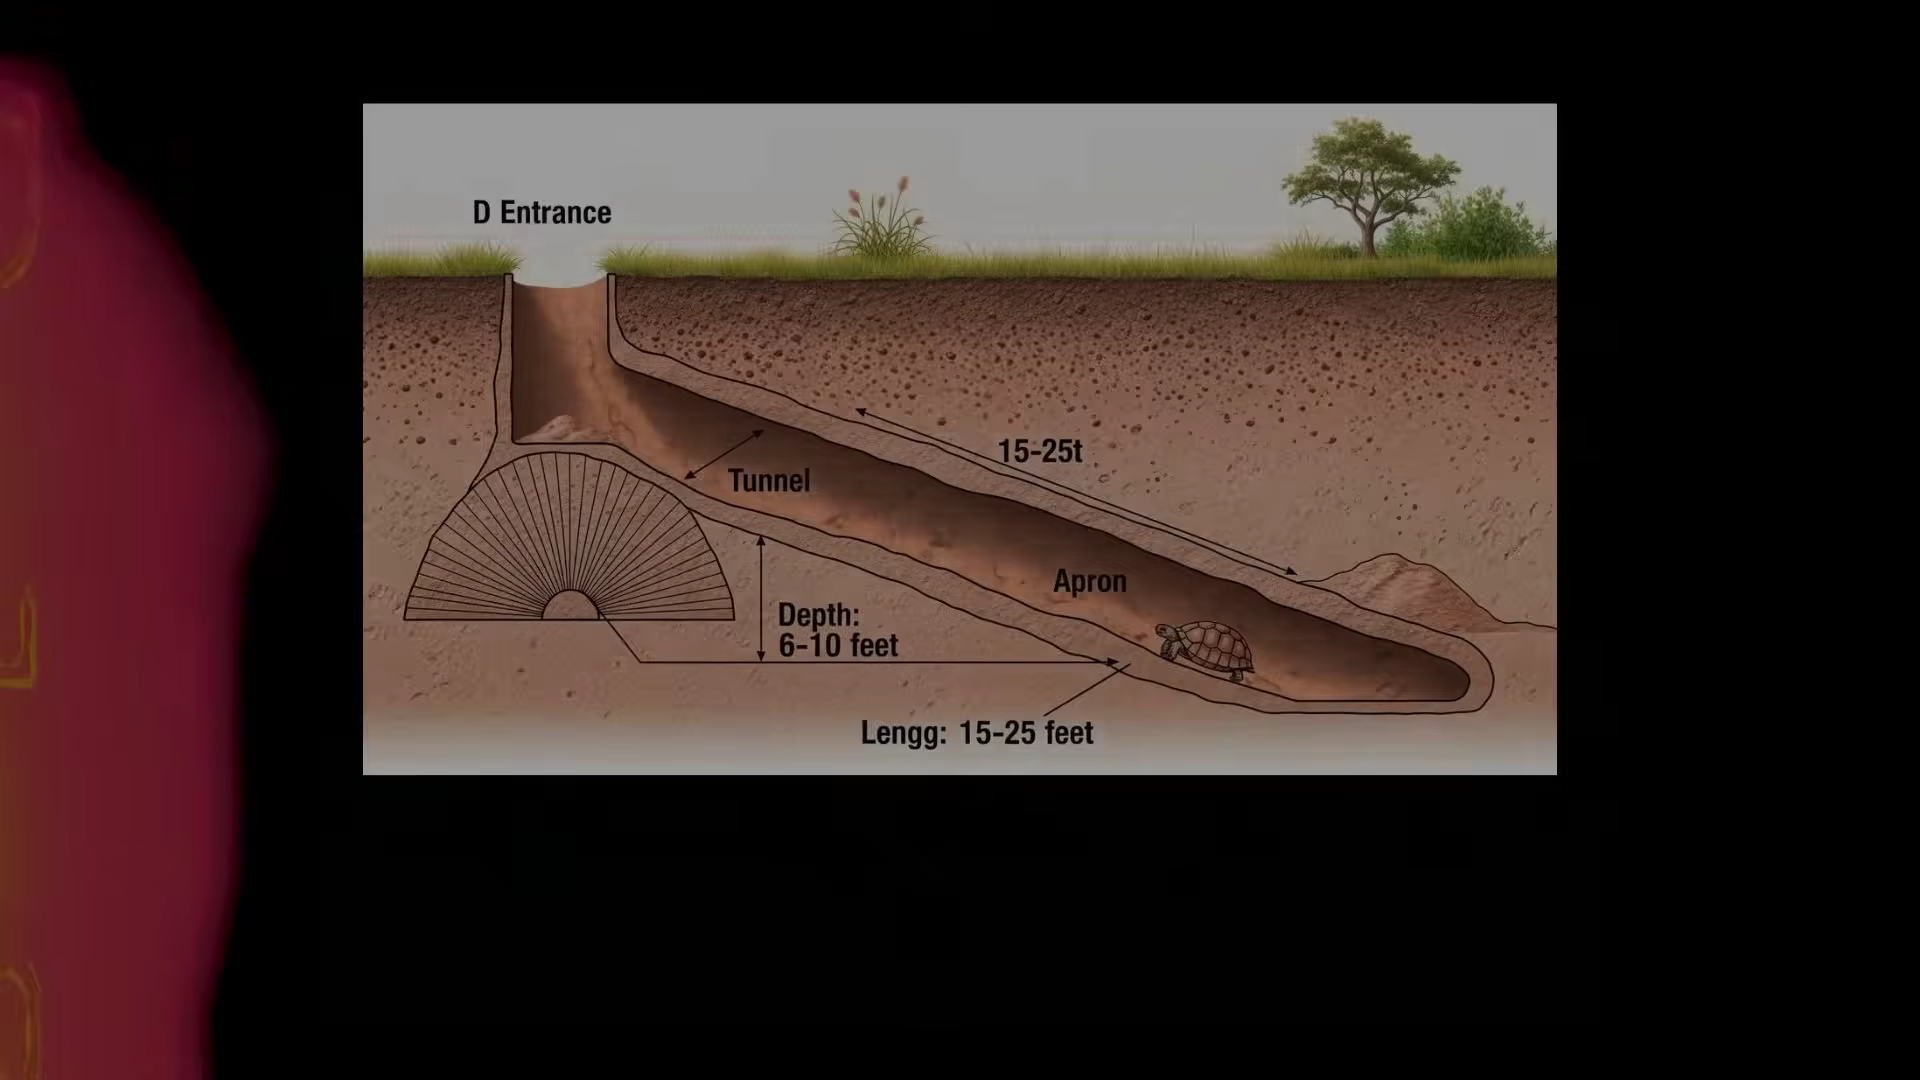 D Entrance
15-25t
Tunnel
Apron
Depth:
6-10 feet
Lengg: 15-25 feet